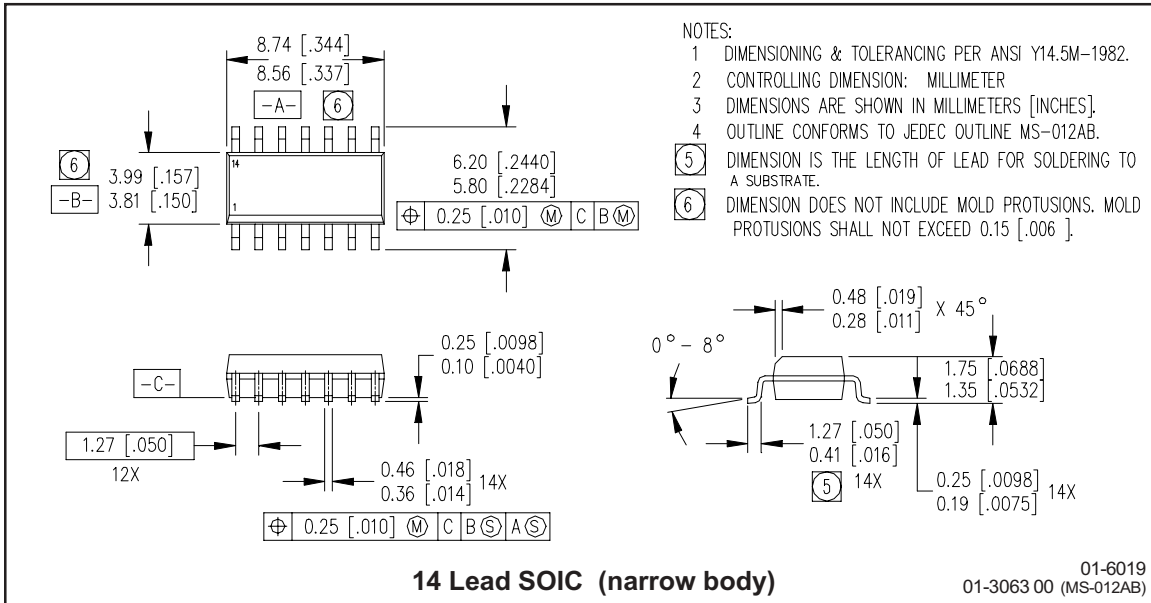 8.74 [.344]
8.56 [.337]
-A- 6
14
1
6
3.99 [.157]
3.81 [.150]
-B-
6.20 [.2440]
5.80 [.2284]
⌖ 0.25 [.010] Ⓜ C B Ⓜ
NOTES:
1 DIMENSIONING & TOLERANCING PER ANSI Y14.5M-1982.
2 CONTROLLING DIMENSION: MILLIMETER
3 DIMENSIONS ARE SHOWN IN MILLIMETERS [INCHES].
4 OUTLINE CONFORMS TO JEDEC OUTLINE MS-012AB.
5 DIMENSION IS THE LENGTH OF LEAD FOR SOLDERING TO
A SUBSTRATE.
6 DIMENSION DOES NOT INCLUDE MOLD PROTUSIONS. MOLD
PROTUSIONS SHALL NOT EXCEED 0.15 [.006 ].
0.25 [.0098]
0.10 [.0040]
-C-
1.27 [.050]
12X
0.46 [.018]
0.36 [.014] 14X
⌖ 0.25 [.010] Ⓜ C B Ⓢ A Ⓢ
0.48 [.019]
0.28 [.011] X 45°
0° - 8°
1.75 [.0688]
1.35 [.0532]
1.27 [.050]
0.41 [.016]
5 14X
0.25 [.0098]
0.19 [.0075] 14X
14 Lead SOIC (narrow body)
01-6019
01-3063 00 (MS-012AB)